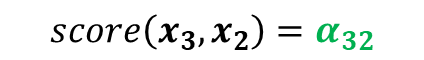 score(x₃, x₂) = α₃₂